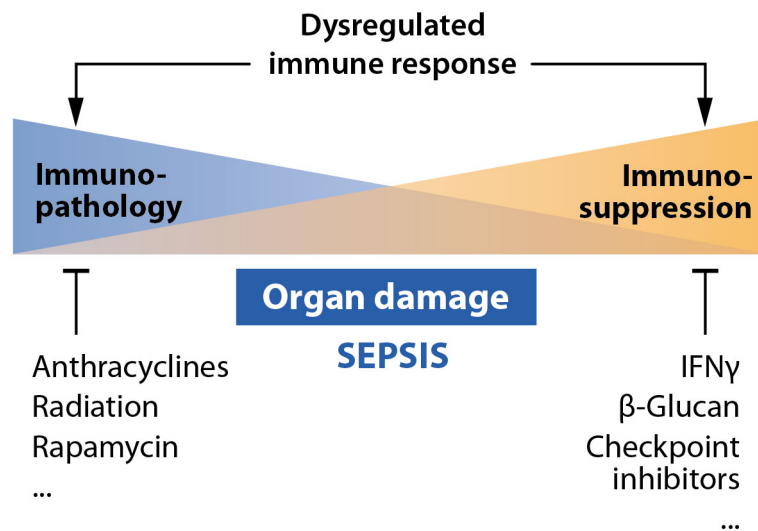 Dysregulated
immune response
Immuno-
pathology
Immuno-
suppression
Organ damage
SEPSIS
Anthracyclines
Radiation
Rapamycin
...
IFNγ
β-Glucan
Checkpoint
inhibitors
...